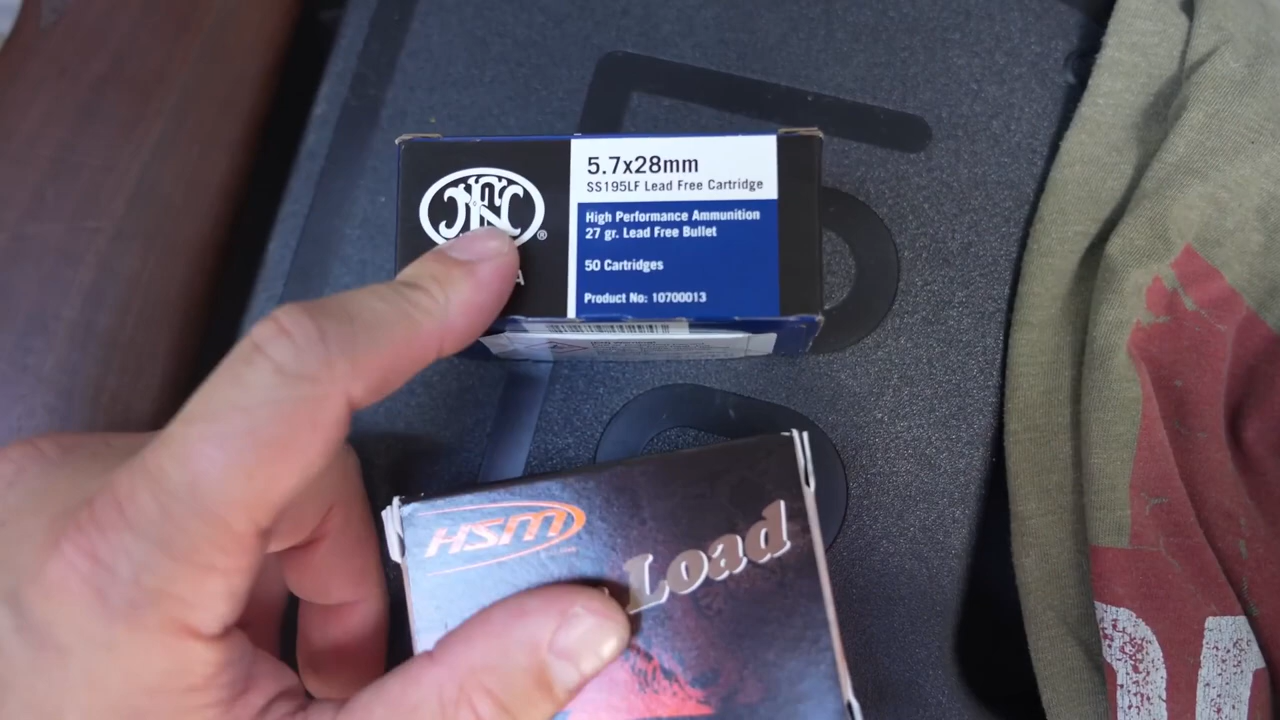 FN
®
5.7x28mm
SS195LF Lead Free Cartridge
High Performance Ammunition
27 gr. Lead Free Bullet
50 Cartridges
Product No: 10700013
HSM
Load